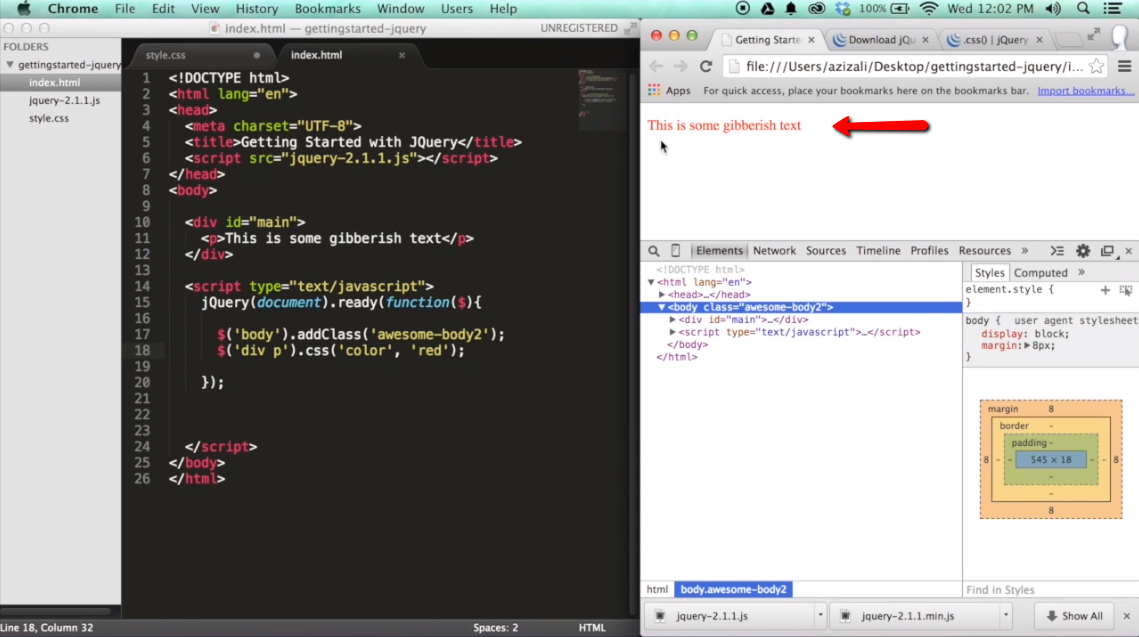 Chrome File Edit View History Bookmarks Window Users Help 100% Wed 12:02 PM
index.html — gettingstarted-jquery UNREGISTERED
FOLDERS
gettingstarted-jquery
index.html
jquery-2.1.1.js
style.css
style.css index.html
1 <!DOCTYPE html>
2 <html lang="en">
3 <head>
4 <meta charset="UTF-8">
5 <title>Getting Started with JQuery</title>
6 <script src="jquery-2.1.1.js"></script>
7 </head>
8 <body>
9
10 <div id="main">
11 <p>This is some gibberish text</p>
12 </div>
13
14 <script type="text/javascript">
15 jQuery(document).ready(function($){
16
17 $('body').addClass('awesome-body2');
18 $('div p').css('color', 'red');
19
20 });
21
22
23
24 </script>
25 </body>
26 </html>
Line 18, Column 32 Spaces: 2 HTML
Getting Starte Download jQu .css() | jQuery
file:///Users/azizali/Desktop/gettingstarted-jquery/i...
Apps For quick access, place your bookmarks here on the bookmarks bar. Import bookmarks...
This is some gibberish text
Elements Network Sources Timeline Profiles Resources »
<!DOCTYPE html>
<html lang="en">
<head>…</head>
<body class="awesome-body2">
<div id="main">…</div>
<script type="text/javascript">…</script>
</body>
</html>
Styles Computed »
element.style {
}
body { user agent stylesheet
display: block;
margin: 8px;
}
margin 8
border -
padding -
8 - - 545 × 18 - - 8
-
-
8
html body.awesome-body2
Find in Styles
jquery-2.1.1.js jquery-2.1.1.min.js Show All